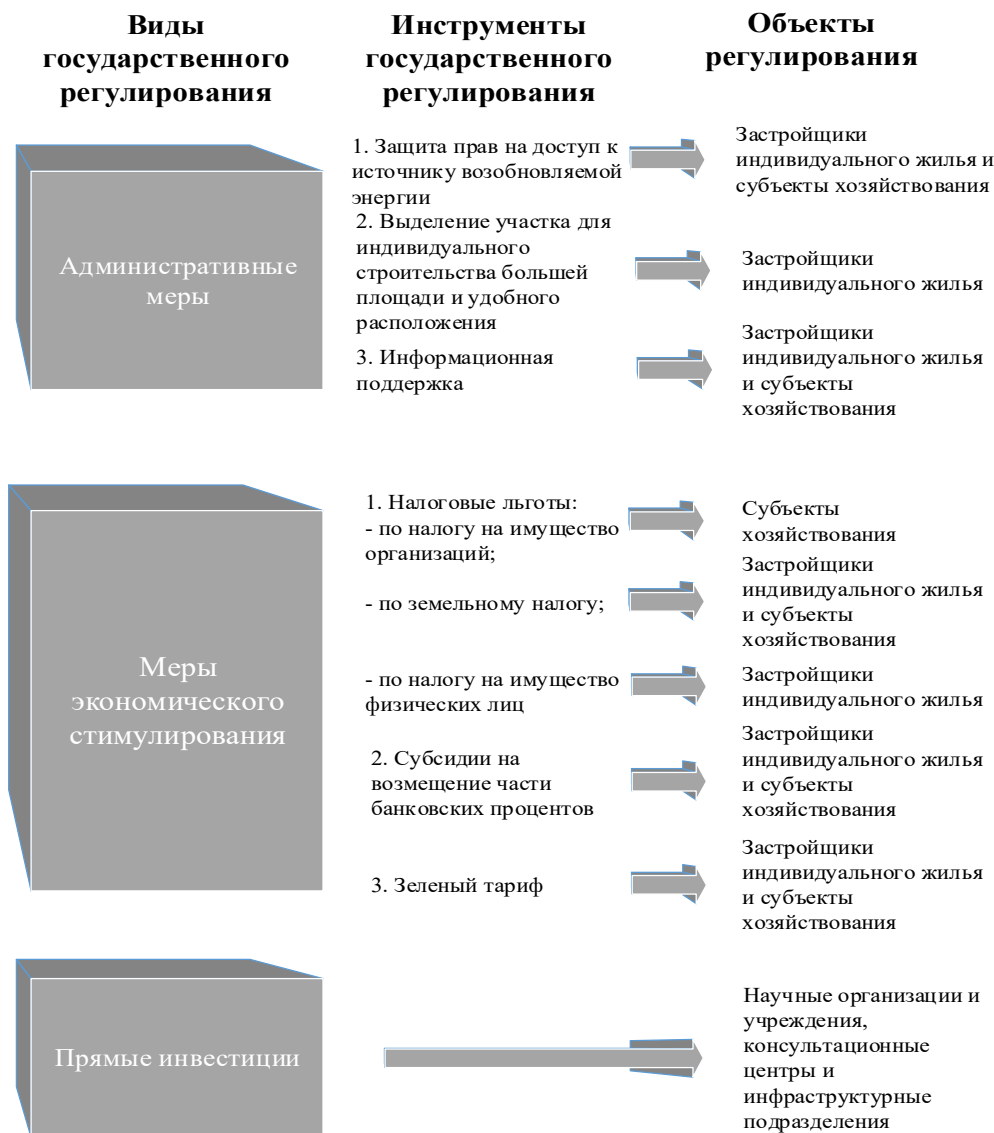 Виды
государственного
регулирования
Инструменты
государственного
регулирования
Объекты
регулирования
Административные
меры
1. Защита прав на доступ к
источнику возобновляемой
энергии
Застройщики
индивидуального жилья и
субъекты хозяйствования
2. Выделение участка для
индивидуального
строительства большей
площади и удобного
расположения
Застройщики
индивидуального жилья
3. Информационная
поддержка
Застройщики
индивидуального жилья
и субъекты
хозяйствования
Меры
экономического
стимулирования
1. Налоговые льготы:
- по налогу на имущество
организаций;
Субъекты
хозяйствования
- по земельному налогу;
Застройщики
индивидуального жилья
и субъекты
хозяйствования
- по налогу на имущество
физических лиц
Застройщики
индивидуального жилья
2. Субсидии на
возмещение части
банковских процентов
Застройщики
индивидуального жилья
и субъекты
хозяйствования
3. Зеленый тариф
Застройщики
индивидуального жилья
и субъекты
хозяйствования
Прямые инвестиции
Научные организации и
учреждения,
консультационные
центры и
инфраструктурные
подразделения